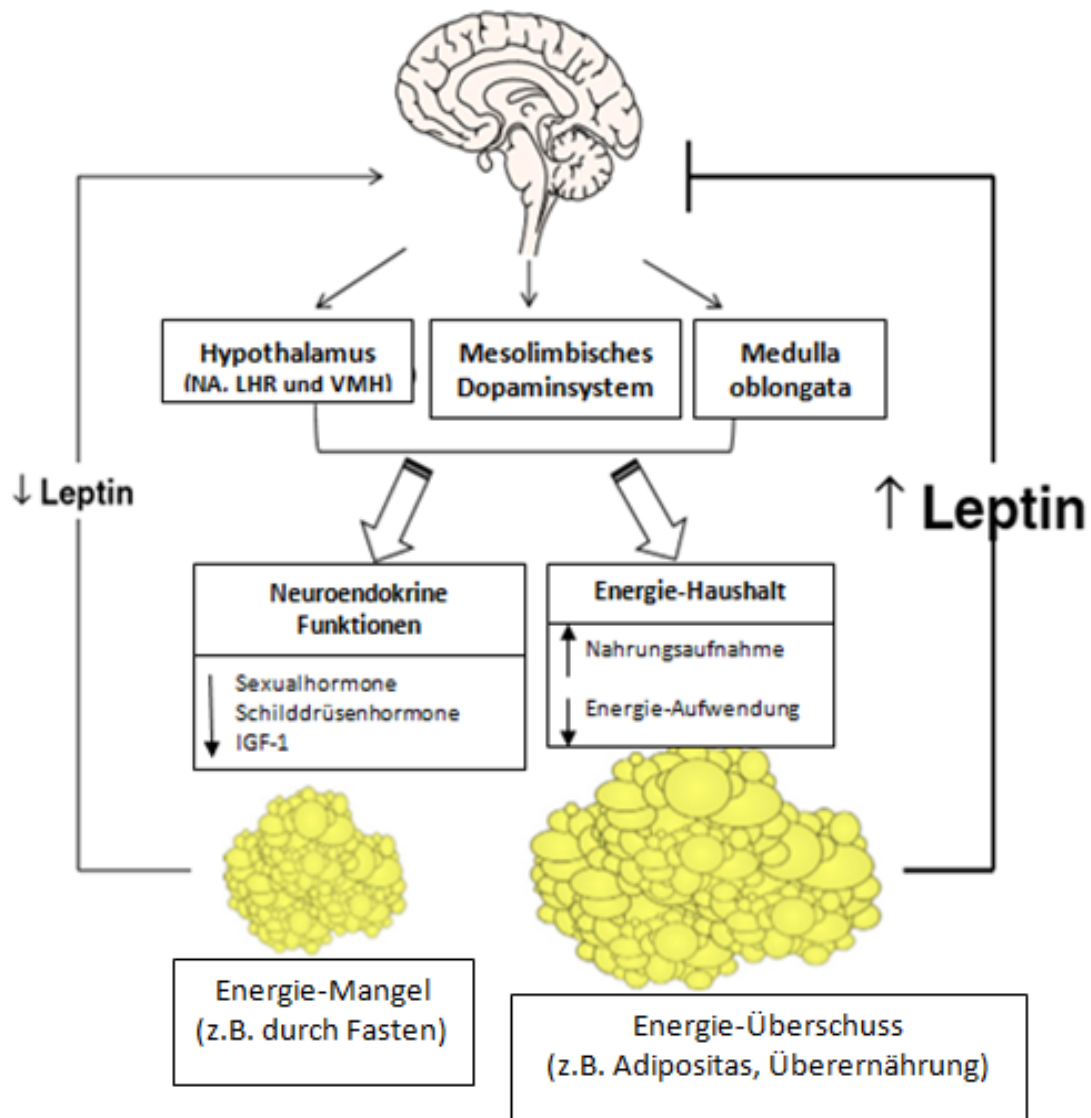 Hypothalamus
(NA. LHR und VMH)
Mesolimbisches
Dopaminsystem
Medulla
oblongata
↓ Leptin
↑ Leptin
Neuroendokrine
Funktionen
Sexualhormone
Schilddrüsenhormone
IGF-1
Energie-Haushalt
Nahrungsaufnahme
Energie-Aufwendung
Energie-Mangel
(z.B. durch Fasten)
Energie-Überschuss
(z.B. Adipositas, Überernährung)